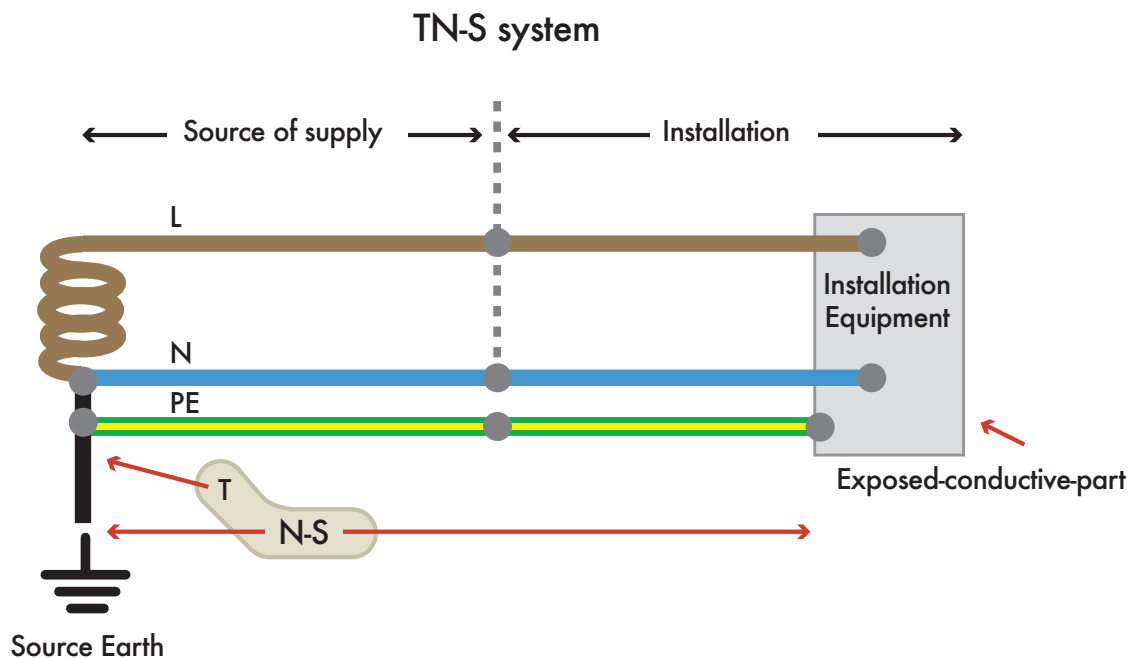 TN-S system
Source of supply
Installation
L
Installation
Equipment
N
PE
Exposed-conductive-part
T
N-S
Source Earth